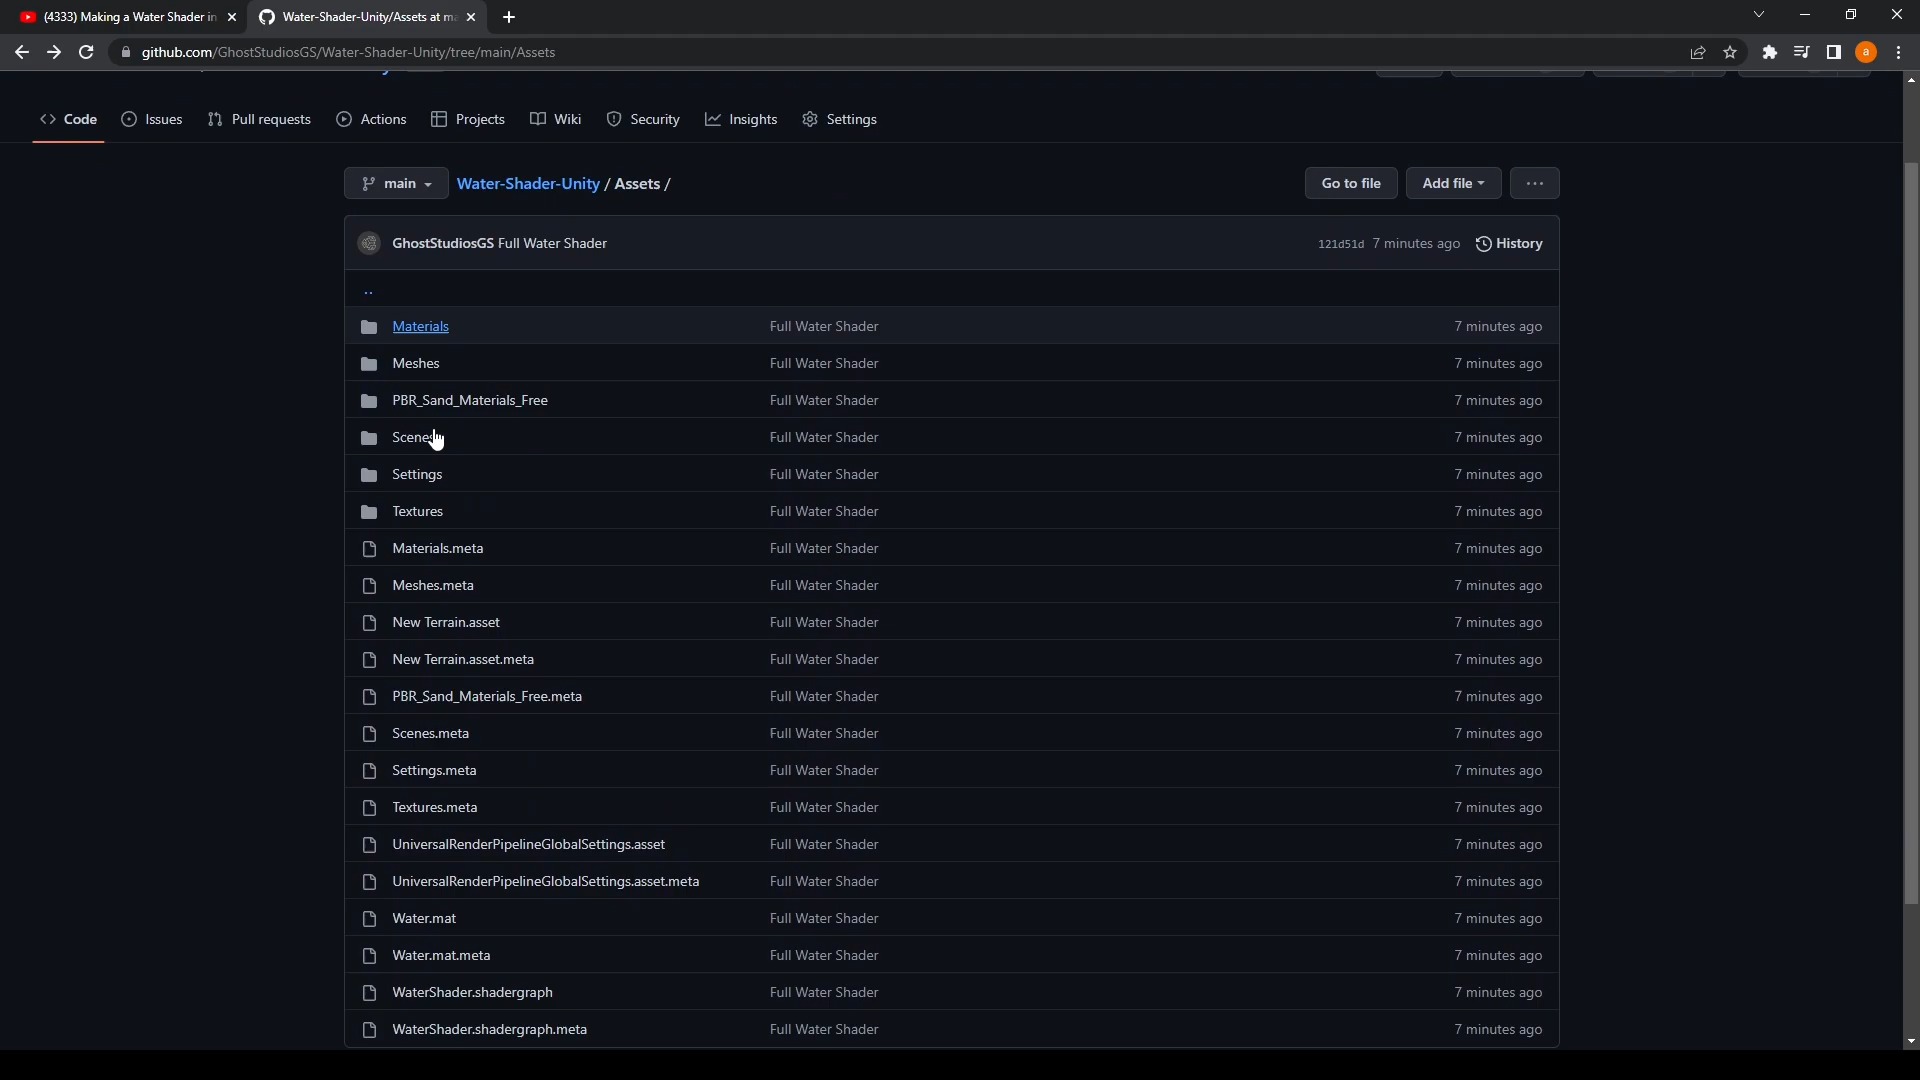 (4333) Making a Water Shader in
Water-Shader-Unity/Assets at ma
github.com/GhostStudiosGS/Water-Shader-Unity/tree/main/Assets
a
Code Issues Pull requests Actions Projects Wiki Security Insights Settings
main Water-Shader-Unity / Assets / Go to file Add file ...
GhostStudiosGS Full Water Shader 121d51d 7 minutes ago History
..
Materials Full Water Shader 7 minutes ago
Meshes Full Water Shader 7 minutes ago
PBR_Sand_Materials_Free Full Water Shader 7 minutes ago
Scenes Full Water Shader 7 minutes ago
Settings Full Water Shader 7 minutes ago
Textures Full Water Shader 7 minutes ago
Materials.meta Full Water Shader 7 minutes ago
Meshes.meta Full Water Shader 7 minutes ago
New Terrain.asset Full Water Shader 7 minutes ago
New Terrain.asset.meta Full Water Shader 7 minutes ago
PBR_Sand_Materials_Free.meta Full Water Shader 7 minutes ago
Scenes.meta Full Water Shader 7 minutes ago
Settings.meta Full Water Shader 7 minutes ago
Textures.meta Full Water Shader 7 minutes ago
UniversalRenderPipelineGlobalSettings.asset Full Water Shader 7 minutes ago
UniversalRenderPipelineGlobalSettings.asset.meta Full Water Shader 7 minutes ago
Water.mat Full Water Shader 7 minutes ago
Water.mat.meta Full Water Shader 7 minutes ago
WaterShader.shadergraph Full Water Shader 7 minutes ago
WaterShader.shadergraph.meta Full Water Shader 7 minutes ago